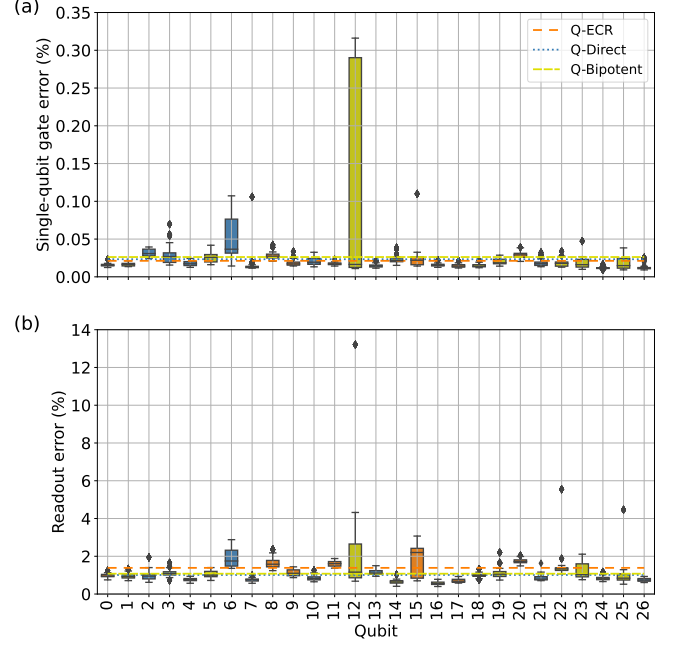 (a)
Single-qubit gate error (%)
0.35
0.30
0.25
0.20
0.15
0.10
0.05
0.00
Q-ECR
Q-Direct
Q-Bipotent
(b)
Readout error (%)
14
12
10
8
6
4
2
0
0 1 2 3 4 5 6 7 8 9 10 11 12 13 14 15 16 17 18 19 20 21 22 23 24 25 26
Qubit